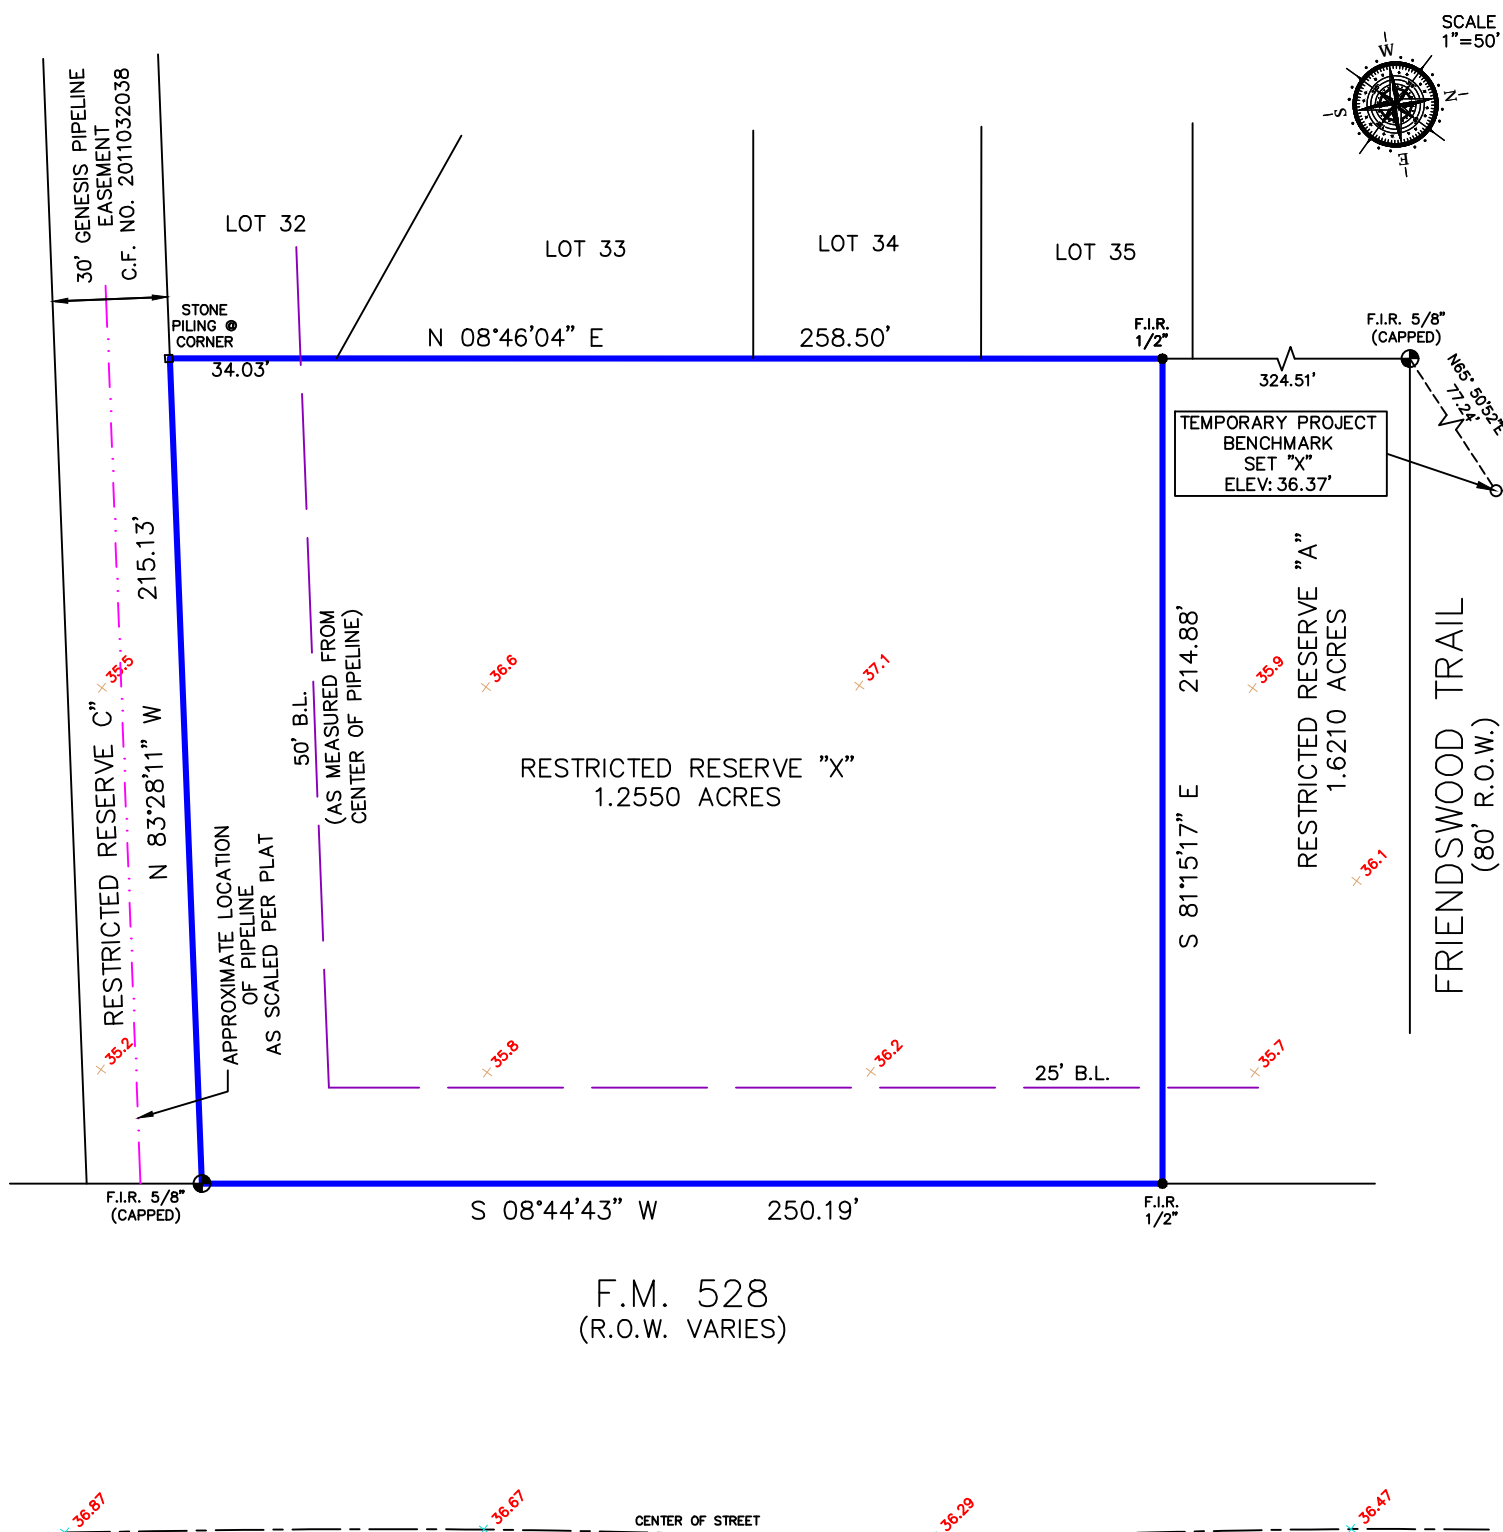 SCALE
1"=50'
W
N
S
E
30' GENESIS PIPELINE
EASEMENT
C.F. NO. 2011032038
LOT 32
LOT 33
LOT 34
LOT 35
STONE
PILING @
CORNER
34.03'
N 08°46'04" E 258.50'
F.I.R.
1/2"
324.51'
F.I.R. 5/8"
(CAPPED)
N65° 50'52"E
77.24'
TEMPORARY PROJECT
BENCHMARK
SET "X"
ELEV: 36.37'
N 83°28'11" W 215.13'
RESTRICTED RESERVE C"
50' B.L.
(AS MEASURED FROM
CENTER OF PIPELINE)
APPROXIMATE LOCATION
OF PIPELINE
AS SCALED PER PLAT
35.5
36.6
37.1
35.9
RESTRICTED RESERVE "X"
1.2550 ACRES
S 81°15'17" E 214.88'
RESTRICTED RESERVE "A"
1.6210 ACRES
FRIENDSWOOD TRAIL
(80' R.O.W.)
36.1
35.2
35.8
36.2
35.7
25' B.L.
F.I.R. 5/8"
(CAPPED)
S 08°44'43" W 250.19'
F.I.R.
1/2"
F.M. 528
(R.O.W. VARIES)
36.87
36.67
CENTER OF STREET
36.29
36.47